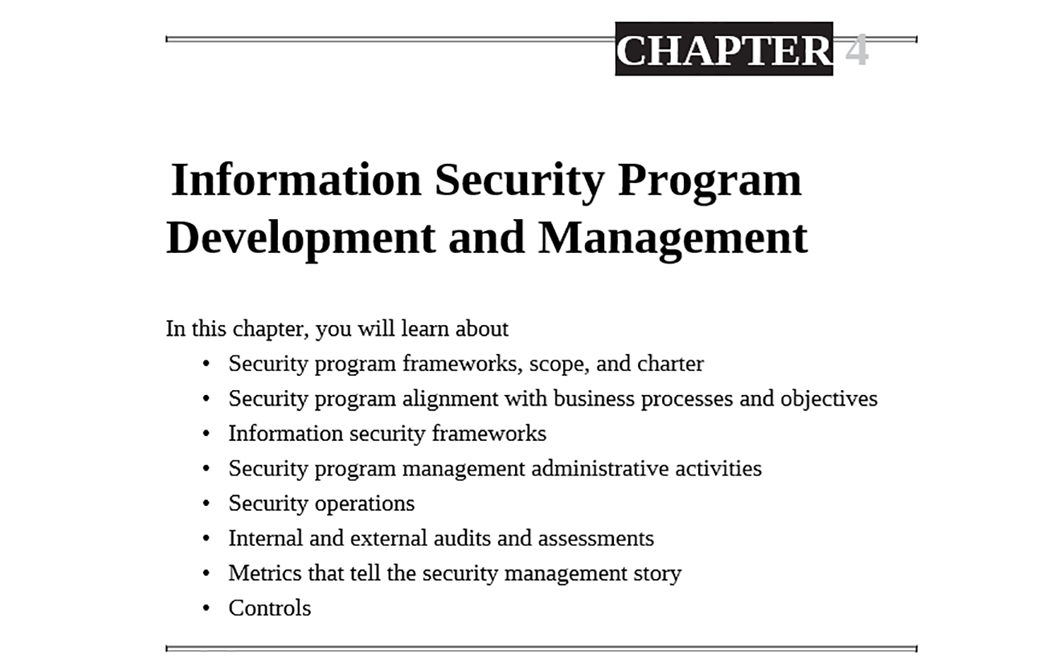 CHAPTER 4
Information Security Program
Development and Management
In this chapter, you will learn about
• Security program frameworks, scope, and charter
• Security program alignment with business processes and objectives
• Information security frameworks
• Security program management administrative activities
• Security operations
• Internal and external audits and assessments
• Metrics that tell the security management story
• Controls